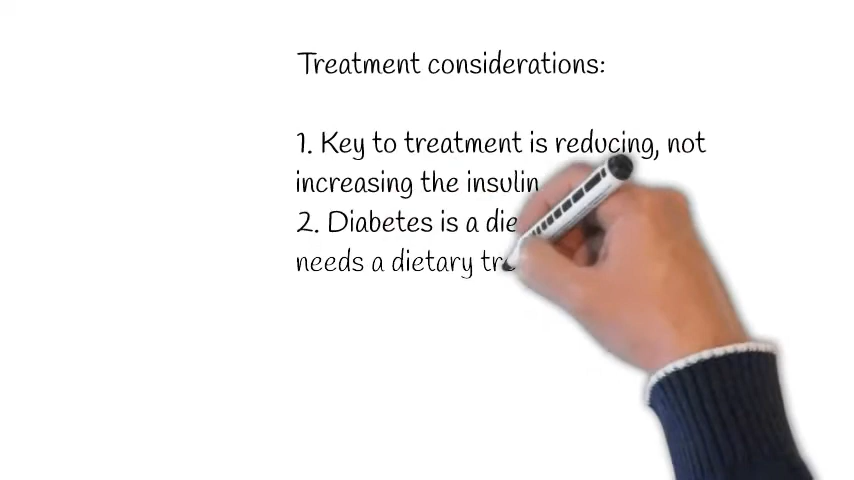 Treatment considerations:
1. Key to treatment is reducing, not
increasing the insulin
2. Diabetes is a
needs a dietary